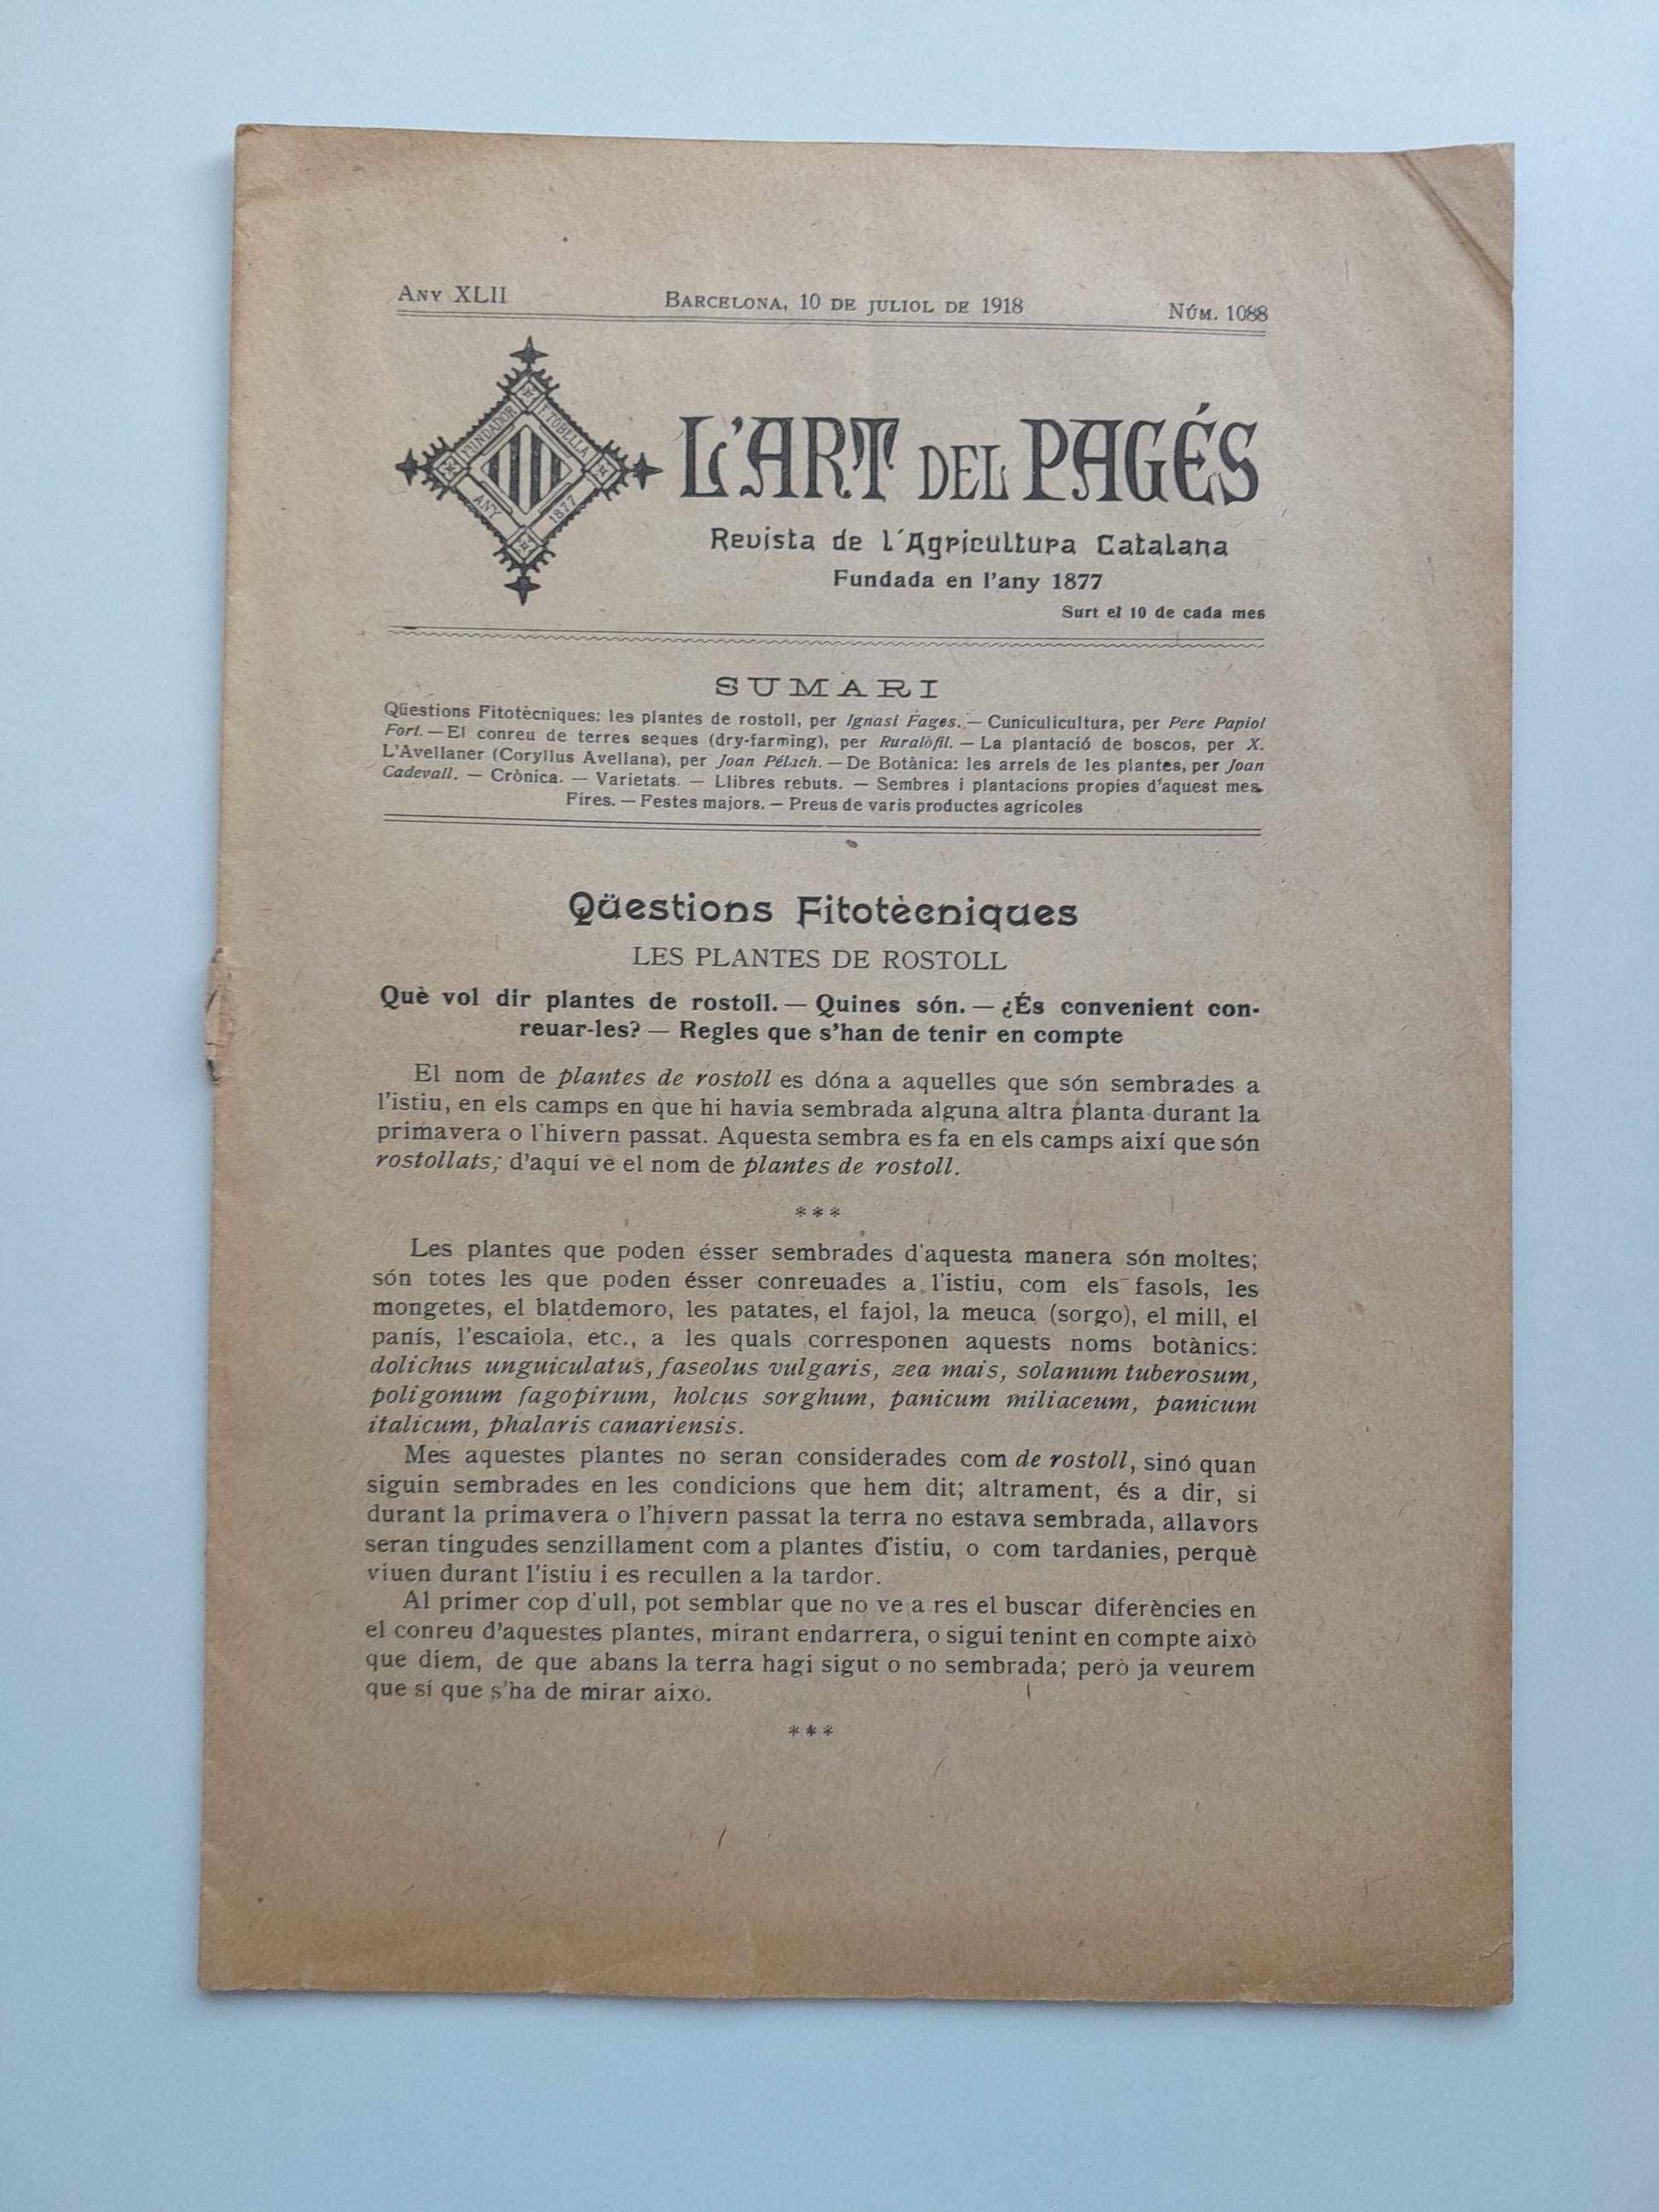 Any XLII
Barcelona, 10 de juliol de 1918
Núm. 1088
FUNDADOR
F. TOBELLA
ANY
1877
L'ART DEL PAGÉS
Revista de l'Agricultura Catalana
Fundada en l'any 1877
Surt el 10 de cada mes
SUMARI
Qüestions Fitotècniques: les plantes de rostoll, per Ignasi Fages. — Cuniculicultura, per Pere Papiol
Fort. — El conreu de terres seques (dry-farming), per Ruralòfil. — La plantació de boscos, per X.
L'Avellaner (Coryllus Avellana), per Joan Pélach. — De Botànica: les arrels de les plantes, per Joan
Cadevall. — Crònica. — Varietats. — Llibres rebuts. — Sembres i plantacions propies d'aquest mes.
Fires. — Festes majors. — Preus de varis productes agrícoles
Qüestions Fitotècniques
LES PLANTES DE ROSTOLL
Què vol dir plantes de rostoll. — Quines són. — ¿És convenient con-
reuar-les? — Regles que s'han de tenir en compte
El nom de plantes de rostoll es dóna a aquelles que són sembrades a
l'istiu, en els camps en que hi havia sembrada alguna altra planta durant la
primavera o l'hivern passat. Aquesta sembra es fa en els camps així que són
rostollats; d'aquí ve el nom de plantes de rostoll.
***
Les plantes que poden ésser sembrades d'aquesta manera són moltes;
són totes les que poden ésser conreuades a l'istiu, com els fasols, les
mongetes, el blatdemoro, les patates, el fajol, la meuca (sorgo), el mill, el
panís, l'escaiola, etc., a les quals corresponen aquests noms botànics:
dolichus unguiculatus, faseolus vulgaris, zea mais, solanum tuberosum,
poligonum fagopirum, holcus sorghum, panicum miliaceum, panicum
italicum, phalaris canariensis.
Mes aquestes plantes no seran considerades com de rostoll, sinó quan
siguin sembrades en les condicions que hem dit; altrament, és a dir, si
durant la primavera o l'hivern passat la terra no estava sembrada, allavors
seran tingudes senzillament com a plantes d'istiu, o com tardanies, perquè
viuen durant l'istiu i es recullen a la tardor.
Al primer cop d'ull, pot semblar que no ve a res el buscar diferències en
el conreu d'aquestes plantes, mirant endarrera, o sigui tenint en compte això
que diem, de que abans la terra hagi sigut o no sembrada; però ja veurem
que sí que s'ha de mirar això.
***